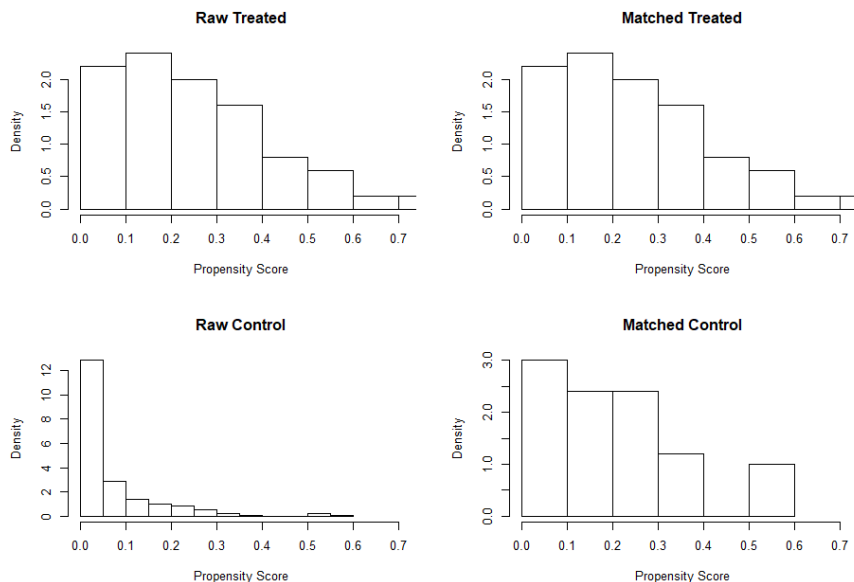 Raw Treated
Density
0.0 0.5 1.0 1.5 2.0
0.0 0.1 0.2 0.3 0.4 0.5 0.6 0.7
Propensity Score
Matched Treated
Density
0.0 0.5 1.0 1.5 2.0
0.0 0.1 0.2 0.3 0.4 0.5 0.6 0.7
Propensity Score
Raw Control
Density
0 2 4 6 8 10 12
0.0 0.1 0.2 0.3 0.4 0.5 0.6 0.7
Propensity Score
Matched Control
Density
0.0 1.0 2.0 3.0
0.0 0.1 0.2 0.3 0.4 0.5 0.6 0.7
Propensity Score